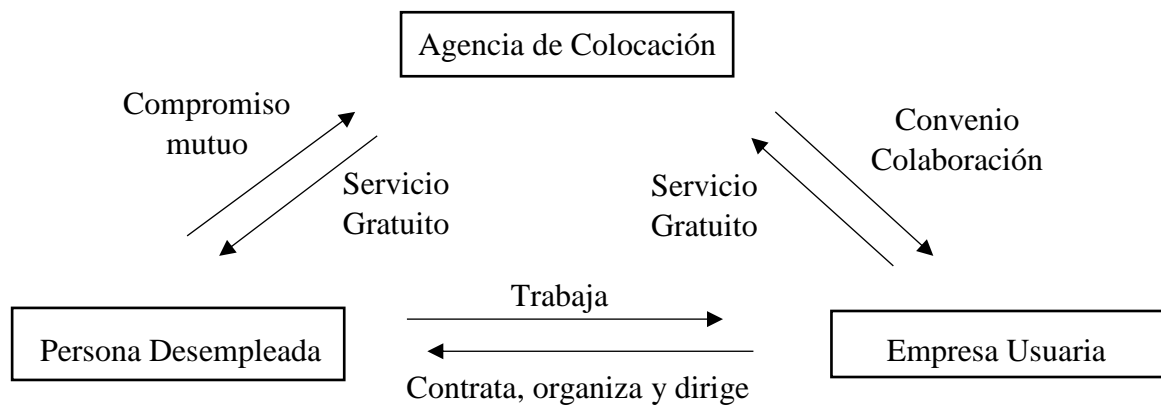 Agencia de Colocación
Compromiso
mutuo
Convenio
Colaboración
Servicio
Gratuito
Servicio
Gratuito
Trabaja
Persona Desempleada
Empresa Usuaria
Contrata, organiza y dirige